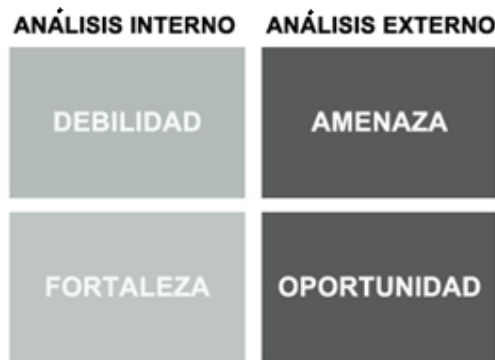 ANÁLISIS INTERNO ANÁLISIS EXTERNO
DEBILIDAD AMENAZA
FORTALEZA OPORTUNIDAD